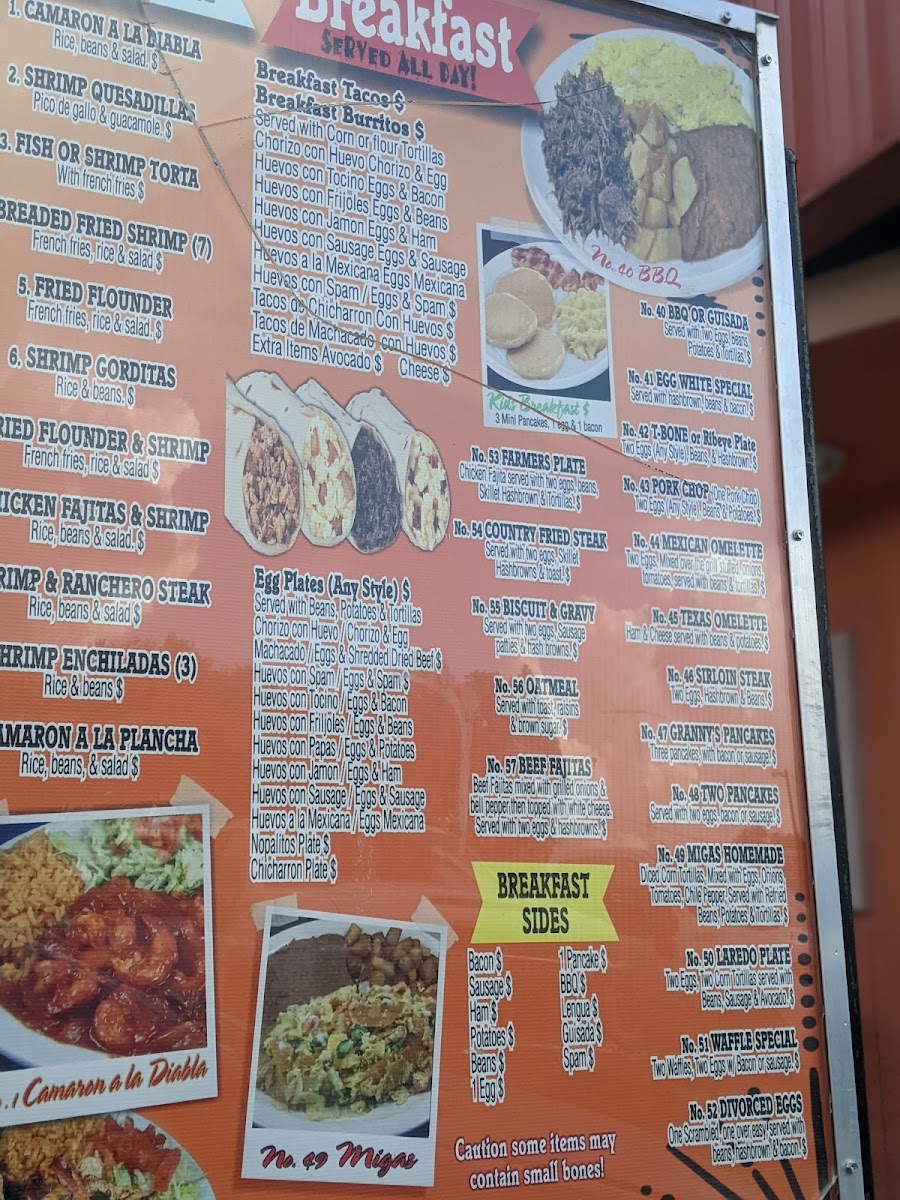 1. CAMARON A LA DIABLA
Rice, beans & salad. $
2. SHRIMP QUESADILLAS
Pico de gallo & guacamole. $
3. FISH OR SHRIMP TORTA
With french fries $
BREADED FRIED SHRIMP (7)
French fries, rice & salad $
5. FRIED FLOUNDER
French fries, rice & salad. $
6. SHRIMP GORDITAS
Rice & beans. $
RIED FLOUNDER & SHRIMP
French fries, rice & salad $
HICKEN FAJITAS & SHRIMP
Rice, beans & salad. $
RIMP & RANCHERO STEAK
Rice, beans & salad $
HRIMP ENCHILADAS (3)
Rice & beans $
AMARON A LA PLANCHA
Rice, beans, & salad $
.1 Camaron a la Diabla
Breakfast
SERVED ALL DAY!
Breakfast Tacos $
Breakfast Burritos $
Served with Corn or flour Tortillas
Chorizo con Huevo Chorizo & Egg
Huevos con Tocino Eggs & Bacon
Huevos con Frijoles Eggs & Beans
Huevos con Jamon Eggs & Ham
Huevos con Sausage Eggs & Sausage
Huevos a la Mexicana Eggs Mexicana
Huevos con Spam / Eggs & Spam $
Tacos de Chicharron Con Huevos $
Tacos de Machacado con Huevos $
Extra Items Avocado $ Cheese $
Egg Plates (Any Style) $
Served with Beans, Potatoes & Tortillas
Chorizo con Huevo / Chorizo & Egg
Machacado / Eggs & Shredded Dried Beef $
Huevos con Spam / Eggs & Spam $
Huevos con Tocino / Eggs & Bacon
Huevos con Frijoles / Eggs & Beans
Huevos con Papas / Eggs & Potatoes
Huevos con Jamon / Eggs & Ham
Huevos con Sausage / Eggs & Sausage
Huevos a la Mexicana / Eggs Mexicana
Nopalitos Plate $
Chicharron Plate $
No. 49 Migas
Kids Breakfast $
3 Mini Pancakes, 1 egg & 1 bacon
No. 53 FARMERS PLATE
Chicken Fajita served with two eggs, beans,
Skillet Hashbrown & Tortillas! $
No. 54 COUNTRY FRIED STEAK
Served with two eggs, Skillet
Hashbrowns & toast! $
No. 55 BISCUIT & GRAVY
Served with two eggs, Sausage
patties & hash browns. $
No. 56 OATMEAL
Served with toast, raisins
& brown sugar. $
No. 57 BEEF FAJITAS
Beef Fajitas mixed with grilled onions &
bell pepper then topped with white cheese.
Served with two eggs & hashbrowns. $
BREAKFAST
SIDES
Bacon $
Sausage $
Ham $
Potatoes $
Beans $
1 Egg $
1 Pancake $
BBQ $
Lengua $
Guisada $
Spam $
Caution some items may
contain small bones!
No. 40 BBQ
No. 40 BBQ OR GUISADA
Served with Two Eggs, Beans,
Potatoes & Tortillas! $
No. 41 EGG WHITE SPECIAL
Served with hashbrown, beans & bacon! $
No. 42 T-BONE or Ribeye Plate
Two Eggs (Any Style), Beans, & Hashbrown! $
No. 43 PORK CHOP (One Pork Chop)
Two Eggs (Any Style), Beans & Potatoes! $
No. 44 MEXICAN OMELETTE
Two Eggs, Mixed over the grill stuffed onions,
tomatoes, served with beans & tortillas. $
No. 45 TEXAS OMELETTE
Ham & Cheese served with beans & potatoes! $
No. 46 SIRLOIN STEAK
Two Eggs, Hashbrown & Beans! $
No. 47 GRANNY'S PANCAKES
Three pancakes, with bacon or sausage! $
No. 48 TWO PANCAKES
Served with two eggs, bacon or sausage. $
No. 49 MIGAS HOMEMADE
Diced Corn Tortillas, Mixed with Eggs, Onions,
Tomatoes, Chile Pepper, Served with Refried
Beans, Potatoes & Tortillas! $
No. 50 LAREDO PLATE
Two Eggs, Two Corn Tortillas served with
Beans, Sausage & Avocado. $
No. 51 WAFFLE SPECIAL
Two Waffles, Two Eggs w/ Bacon or sausage! $
No. 52 DIVORCED EGGS
One Scrambled, one over easy, served with
beans, hashbrown & bacon! $